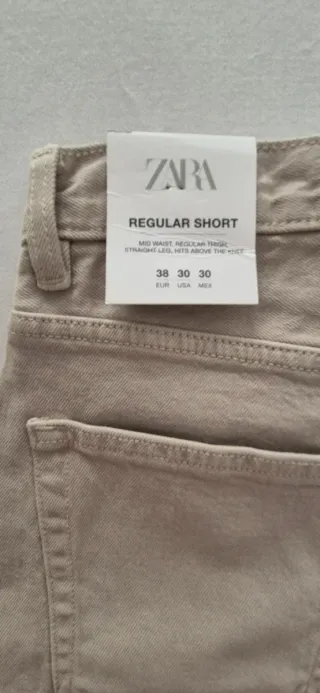 ZARA
REGULAR SHORT
MID WAIST, REGULAR THIGH,
STRAIGHT LEG, HITS ABOVE THE KNEE
38 30 30
EUR USA MEX